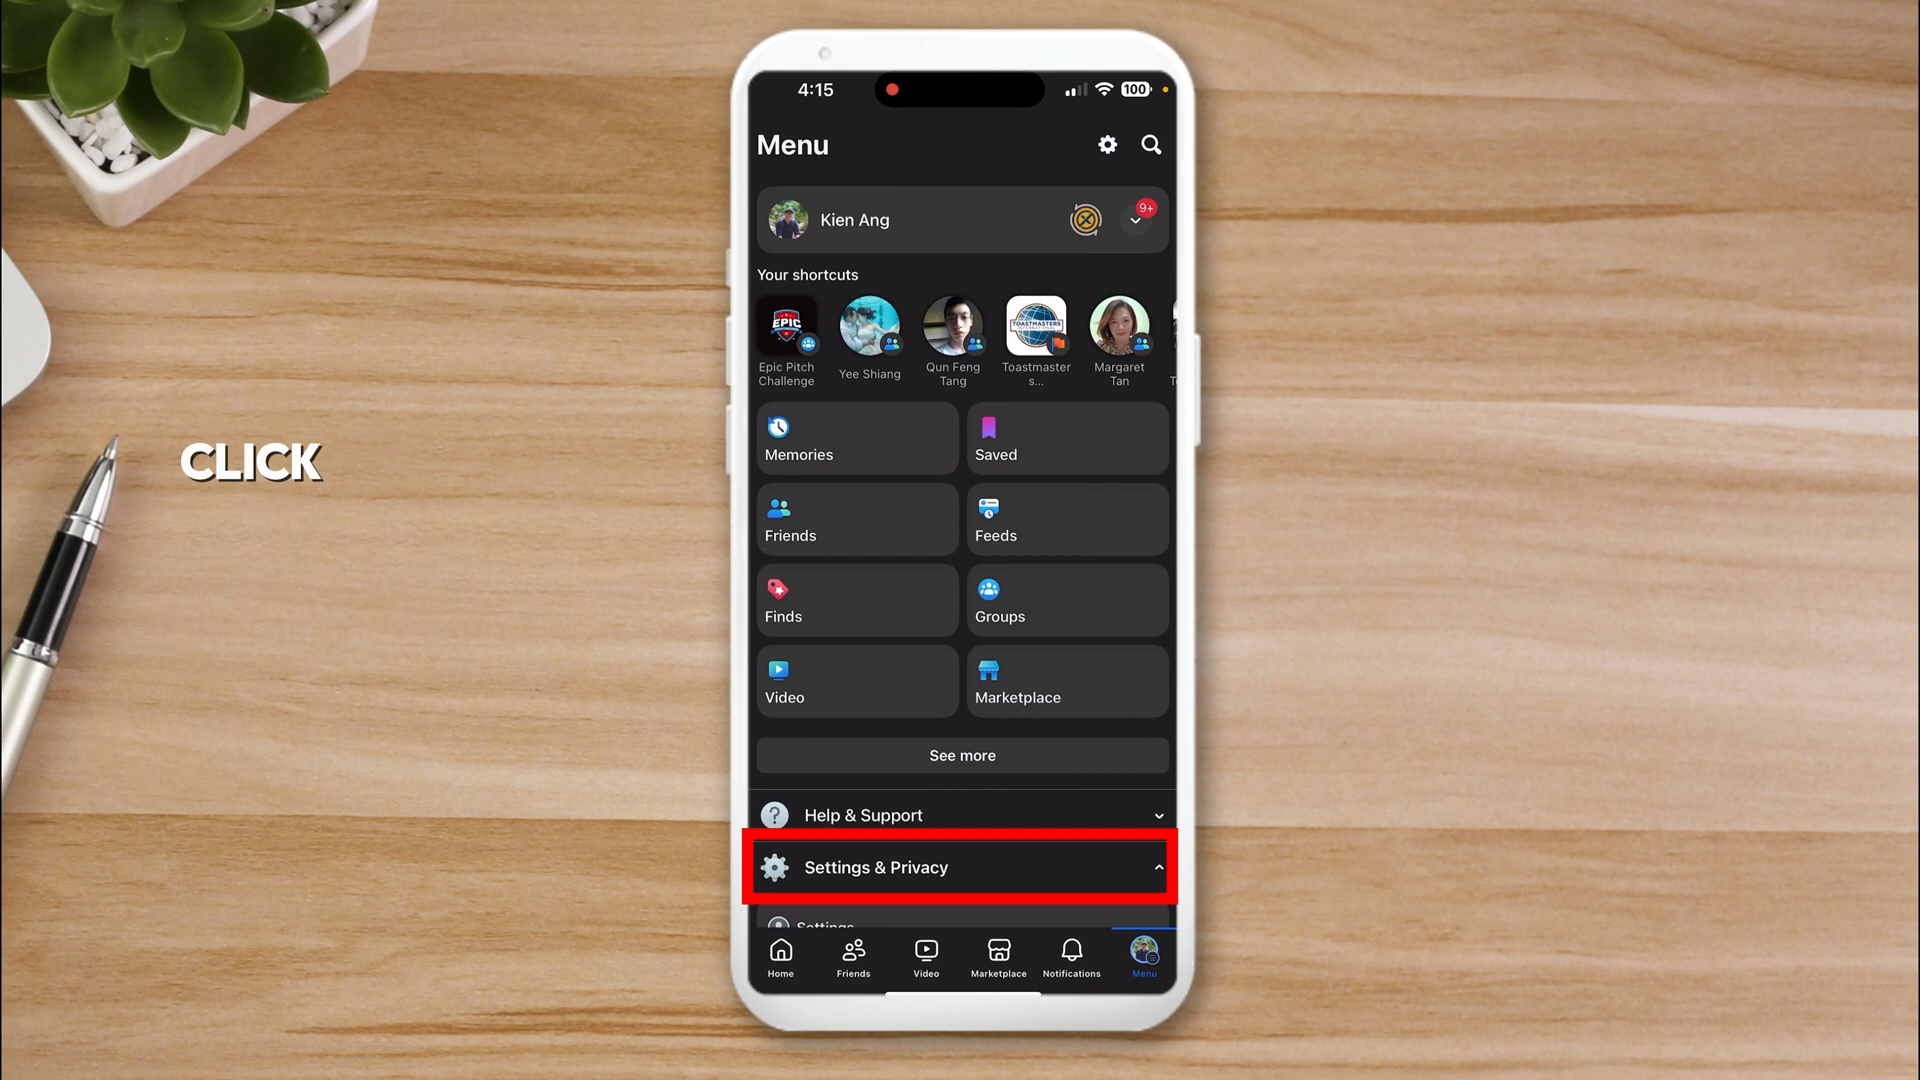 4:15
100
Menu
Kien Ang
9+
Your shortcuts
EPIC
TOASTMASTERS
Epic Pitch
Challenge
Yee Shiang
Qun Feng
Tang
Toastmaster
s...
Margaret
Tan
Memories
Saved
Friends
Feeds
Finds
Groups
Video
Marketplace
See more
Help & Support
Settings & Privacy
Settings
Home
Friends
Video
Marketplace
Notifications
Menu
CLICK